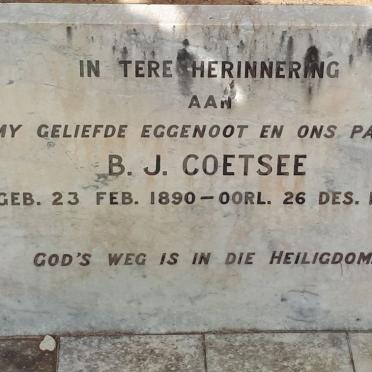 IN TERE HERINNERING
AAN
MY GELIEFDE EGGENOOT EN ONS PA
B. J. COETSEE
GEB. 23 FEB. 1890 — OORL. 26 DES.
GOD'S WEG IS IN DIE HEILIGDOM.